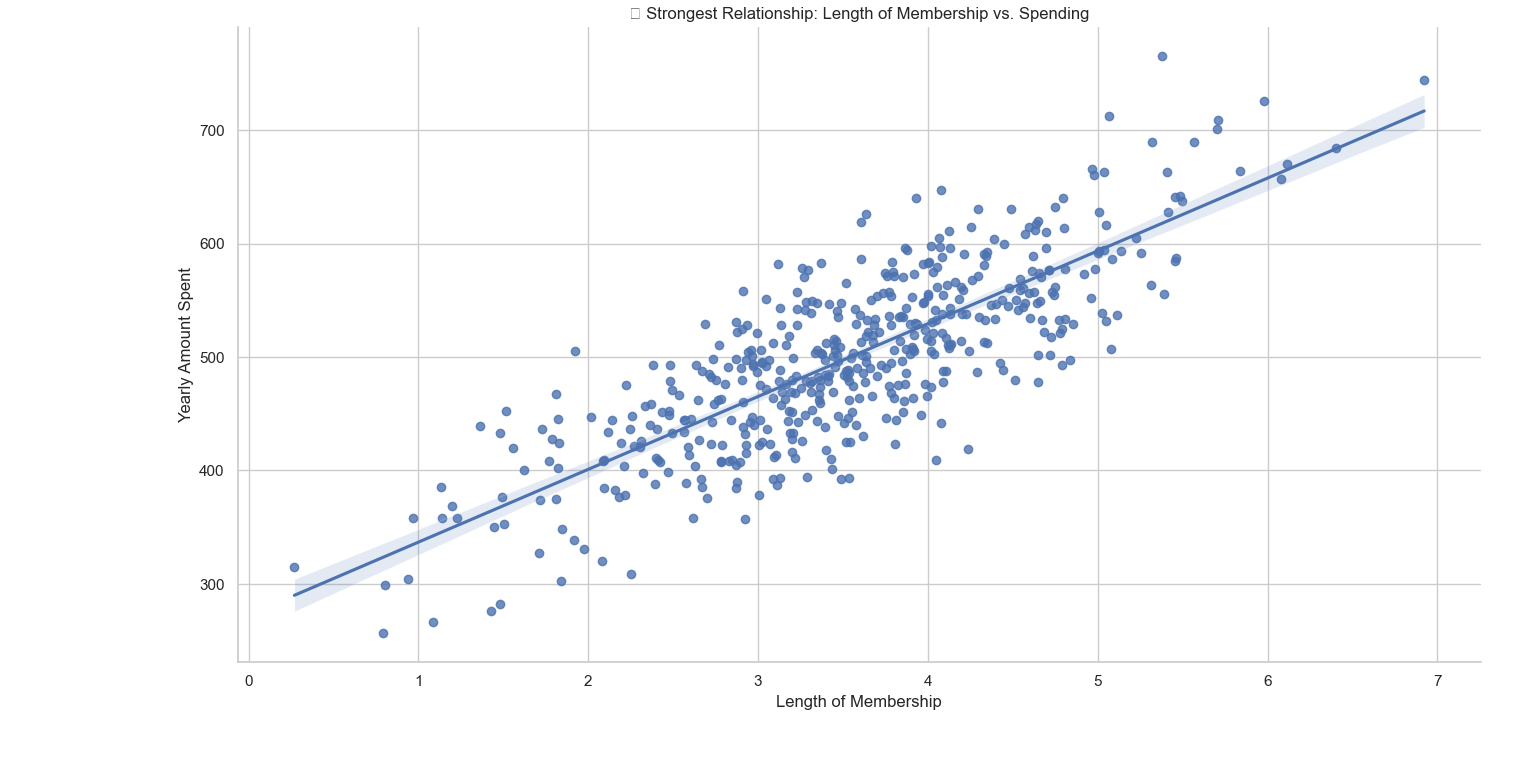 ▯ Strongest Relationship: Length of Membership vs. Spending
Yearly Amount Spent
700
600
500
400
300
0 1 2 3 4 5 6 7
Length of Membership